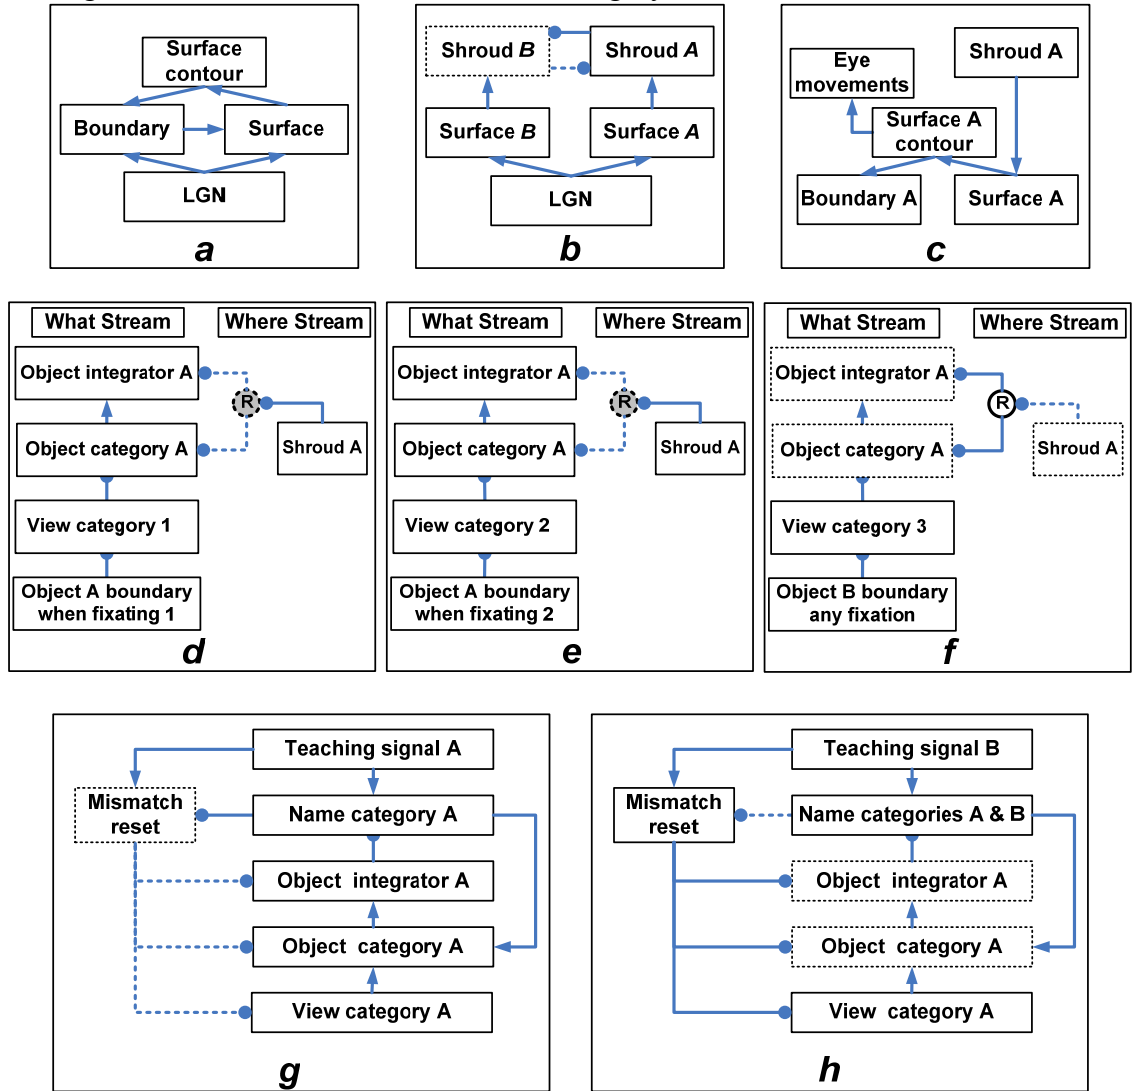 Surface
contour
Boundary
Surface
LGN
a
Shroud B
Shroud A
Surface B
Surface A
LGN
b
Eye
movements
Shroud A
Surface A
contour
Boundary A
Surface A
c
What Stream
Where Stream
Object integrator A
R
Object category A
Shroud A
View category 1
Object A boundary
when fixating 1
d
What Stream
Where Stream
Object integrator A
R
Object category A
Shroud A
View category 2
Object A boundary
when fixating 2
e
What Stream
Where Stream
Object integrator A
R
Object category A
Shroud A
View category 3
Object B boundary
any fixation
f
Teaching signal A
Mismatch
reset
Name category A
Object integrator A
Object category A
View category A
g
Teaching signal B
Mismatch
reset
Name categories A & B
Object integrator A
Object category A
View category A
h